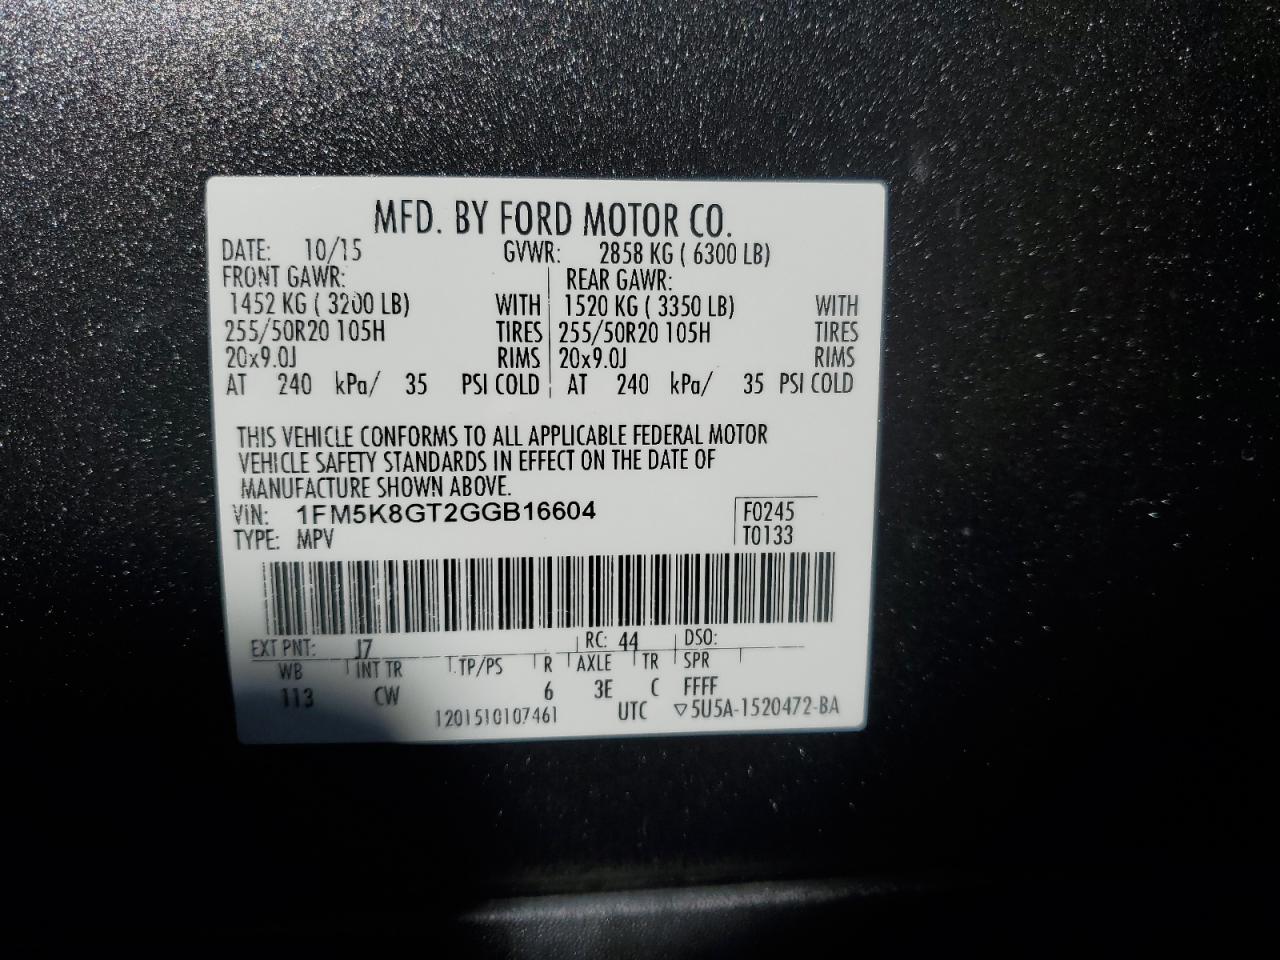 MFD. BY FORD MOTOR CO.
DATE: 10/15 GVWR: 2858 KG ( 6300 LB)
FRONT GAWR: REAR GAWR:
1452 KG ( 3200 LB) WITH 1520 KG ( 3350 LB) WITH
255/50R20 105H TIRES 255/50R20 105H TIRES
20x9.0J RIMS 20x9.0J RIMS
AT 240 kPa/ 35 PSI COLD AT 240 kPa/ 35 PSI COLD
THIS VEHICLE CONFORMS TO ALL APPLICABLE FEDERAL MOTOR
VEHICLE SAFETY STANDARDS IN EFFECT ON THE DATE OF
MANUFACTURE SHOWN ABOVE.
VIN: 1FM5K8GT2GGB16604 F0245
TYPE: MPV T0133
EXT PNT: J7 RC: 44 DSO:
WB INT TR TP/PS R AXLE TR SPR
113 CW 6 3E C FFFF
1201510107461 UTC ▽5U5A-1520472-BA